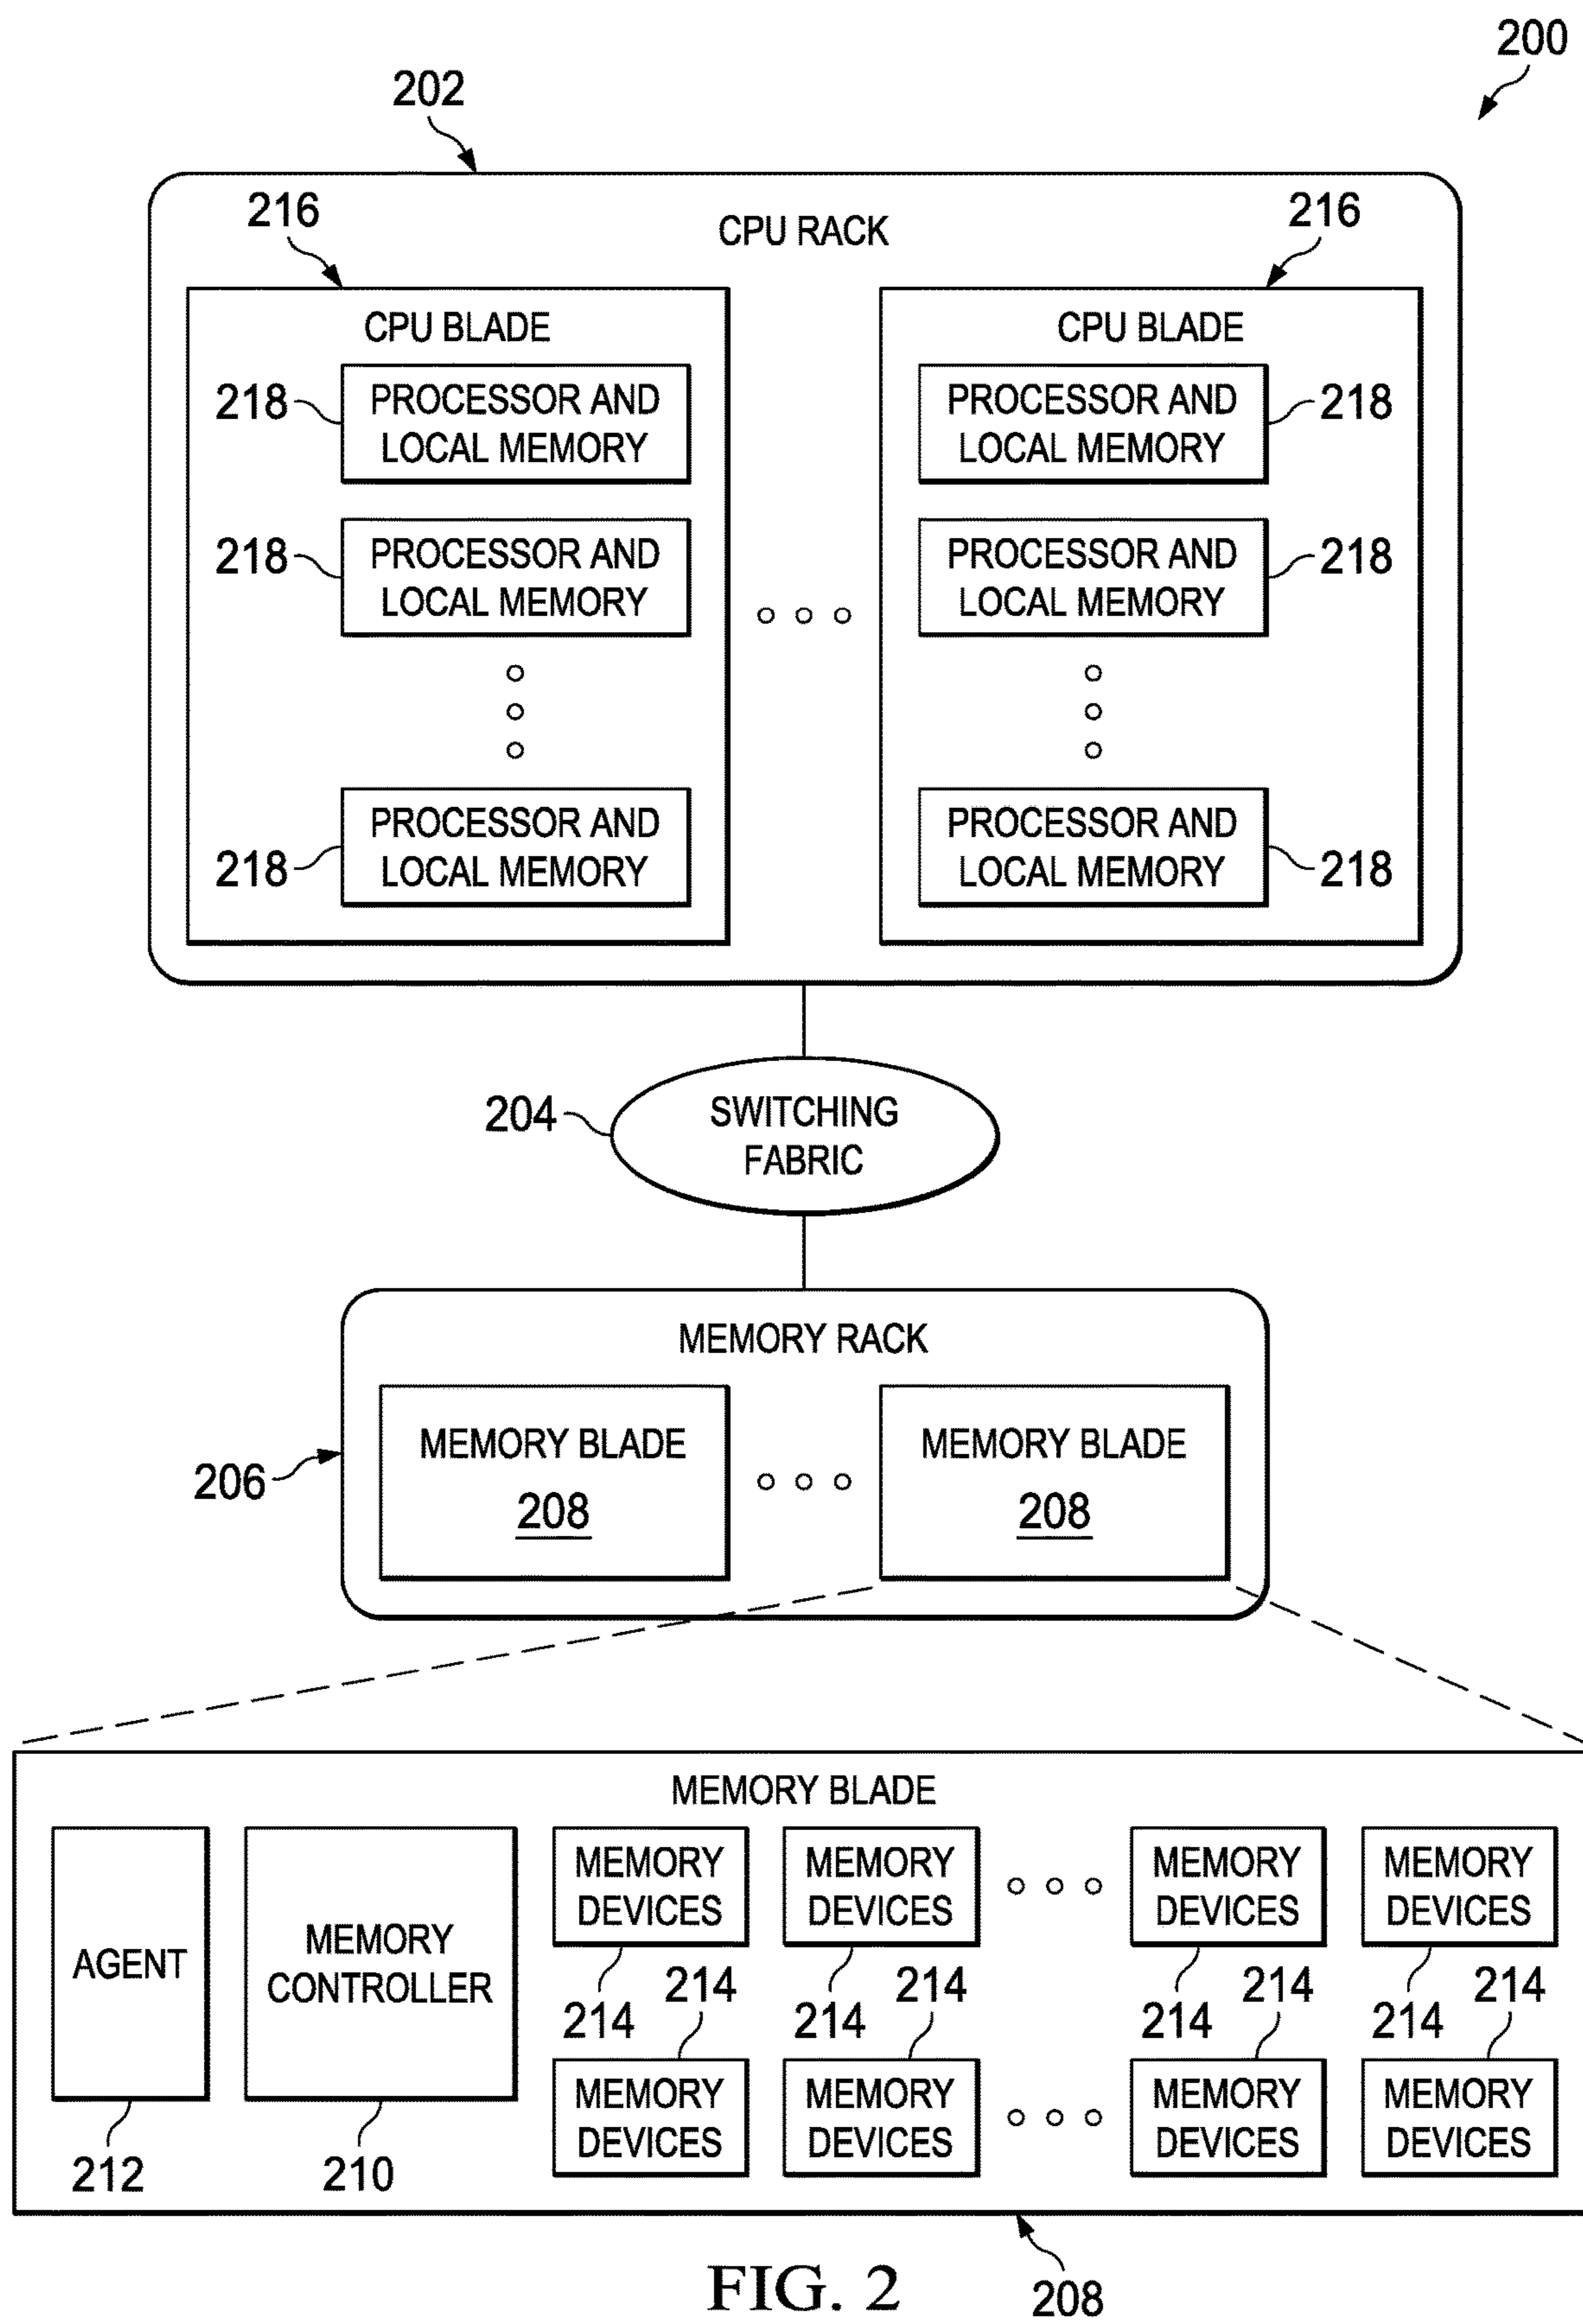 200
202
CPU RACK
216
216
CPU BLADE
CPU BLADE
218
PROCESSOR AND
LOCAL MEMORY
PROCESSOR AND
LOCAL MEMORY
218
218
PROCESSOR AND
LOCAL MEMORY
PROCESSOR AND
LOCAL MEMORY
218
218
PROCESSOR AND
LOCAL MEMORY
PROCESSOR AND
LOCAL MEMORY
218
204
SWITCHING
FABRIC
MEMORY RACK
206
MEMORY BLADE
208
MEMORY BLADE
208
MEMORY BLADE
AGENT
212
MEMORY
CONTROLLER
210
MEMORY
DEVICES
MEMORY
DEVICES
MEMORY
DEVICES
MEMORY
DEVICES
214
214
214
214
214
214
214
214
MEMORY
DEVICES
MEMORY
DEVICES
MEMORY
DEVICES
MEMORY
DEVICES
208
FIG. 2